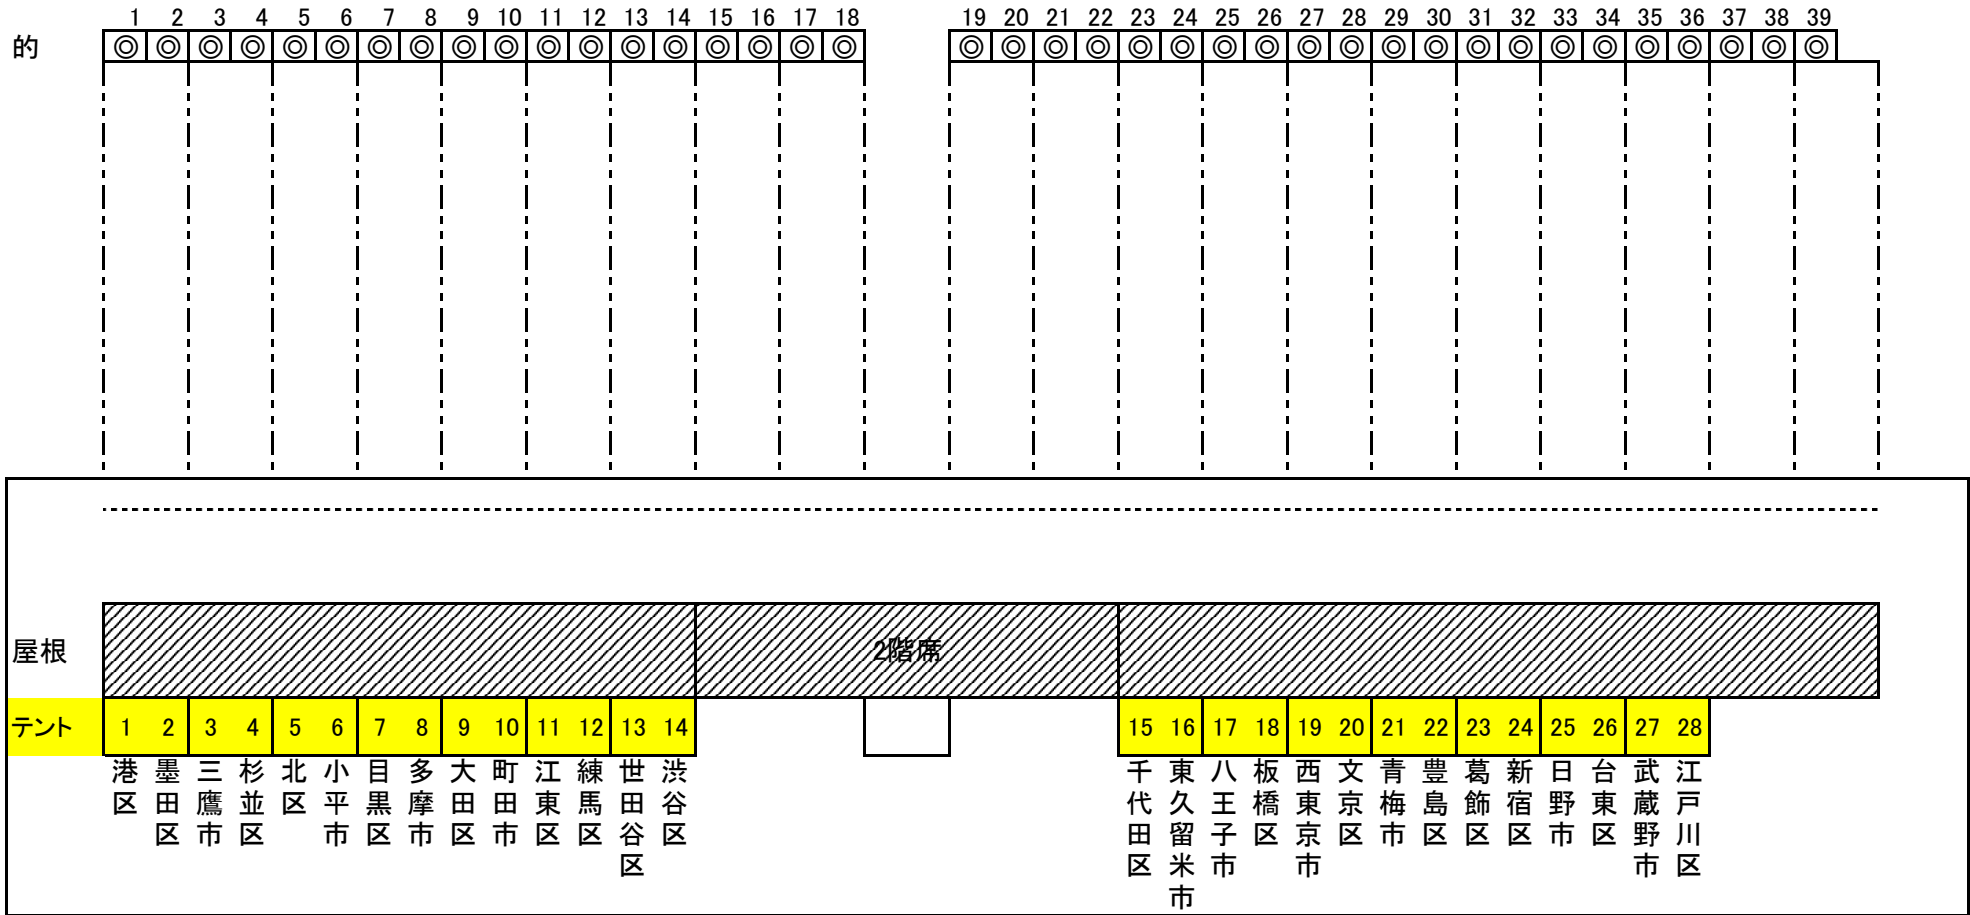 1 2 3 4 5 6 7 8 9 10 11 12 13 14 15 16 17 18 19 20 21 22 23 24 25 26 27 28 29 30 31 32 33 34 35 36 37 38 39
的 ◎ ◎ ◎ ◎ ◎ ◎ ◎ ◎ ◎ ◎ ◎ ◎ ◎ ◎ ◎ ◎ ◎ ◎ ◎ ◎ ◎ ◎ ◎ ◎ ◎ ◎ ◎ ◎ ◎ ◎ ◎ ◎ ◎ ◎ ◎ ◎ ◎ ◎ ◎
屋根 2階席
テント 1 2 3 4 5 6 7 8 9 10 11 12 13 14 15 16 17 18 19 20 21 22 23 24 25 26 27 28
港区
墨田区
三鷹市
杉並区
北区
小平市
目黒区
多摩市
大田区
町田市
江東区
練馬区
世田谷区
渋谷区
千代田区
東久留米市
八王子市
板橋区
西東京市
文京区
青梅市
豊島区
葛飾区
新宿区
日野市
台東区
武蔵野市
江戸川区